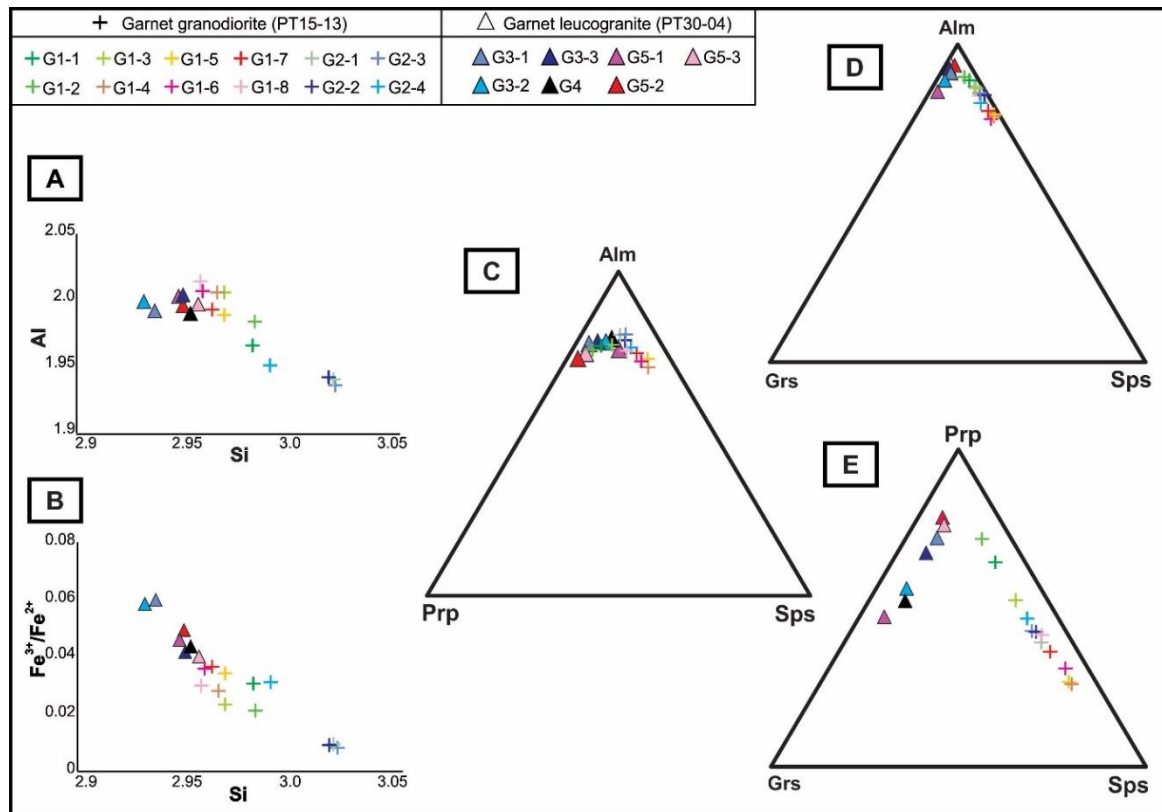 + Garnet granodiorite (PT15-13)
△ Garnet leucogranite (PT30-04)
G1-1 G1-3 G1-5 G1-7 G2-1 G2-3
G1-2 G1-4 G1-6 G1-8 G2-2 G2-4
G3-1 G3-3 G5-1 G5-3
G3-2 G4 G5-2
A
2.05
2.0
1.95
1.9
Al
2.9 2.95 3.0 3.05
Si
B
0.08
0.06
0.04
0.02
0
Fe³⁺/Fe²⁺
2.9 2.95 3.0 3.05
Si
C
Alm
Prp
Sps
D
Alm
Grs
Sps
E
Prp
Grs
Sps